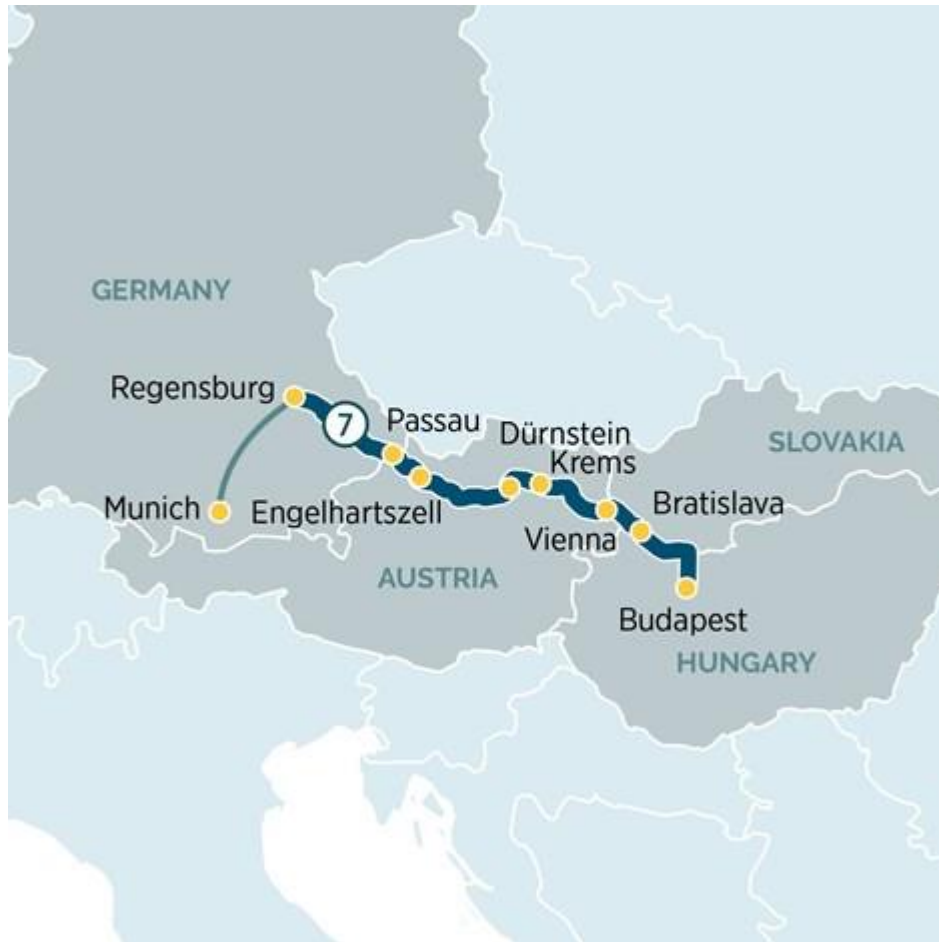 GERMANY
Regensburg
7
Passau
Dürnstein
Krems
SLOVAKIA
Munich
Engelhartszell
Bratislava
Vienna
AUSTRIA
Budapest
HUNGARY